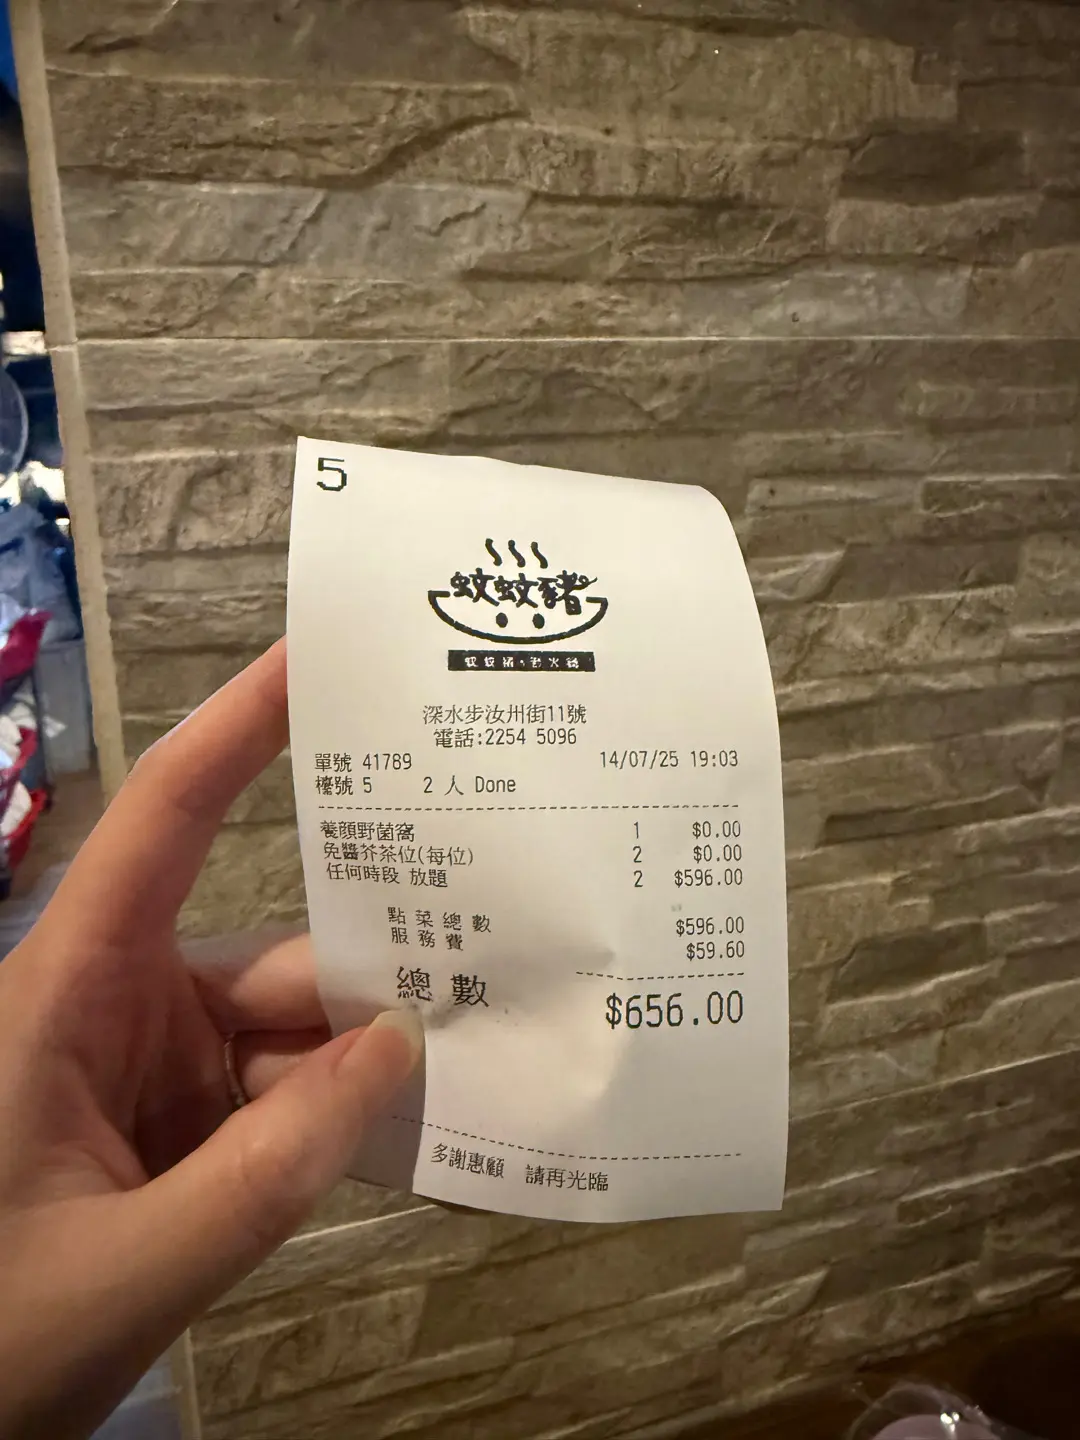 5
蚊蚊豬
深水步汝州街11號
電話:2254 5096
單號 41789 14/07/25 19:03
檯號 5 2 人 Done
養顏野菌窩 1 $0.00
免醬芥茶位(每位) 2 $0.00
任何時段 放題 2 $596.00
點菜總數 $596.00
服務費 $59.60
總數 $656.00
多謝惠顧 請再光臨